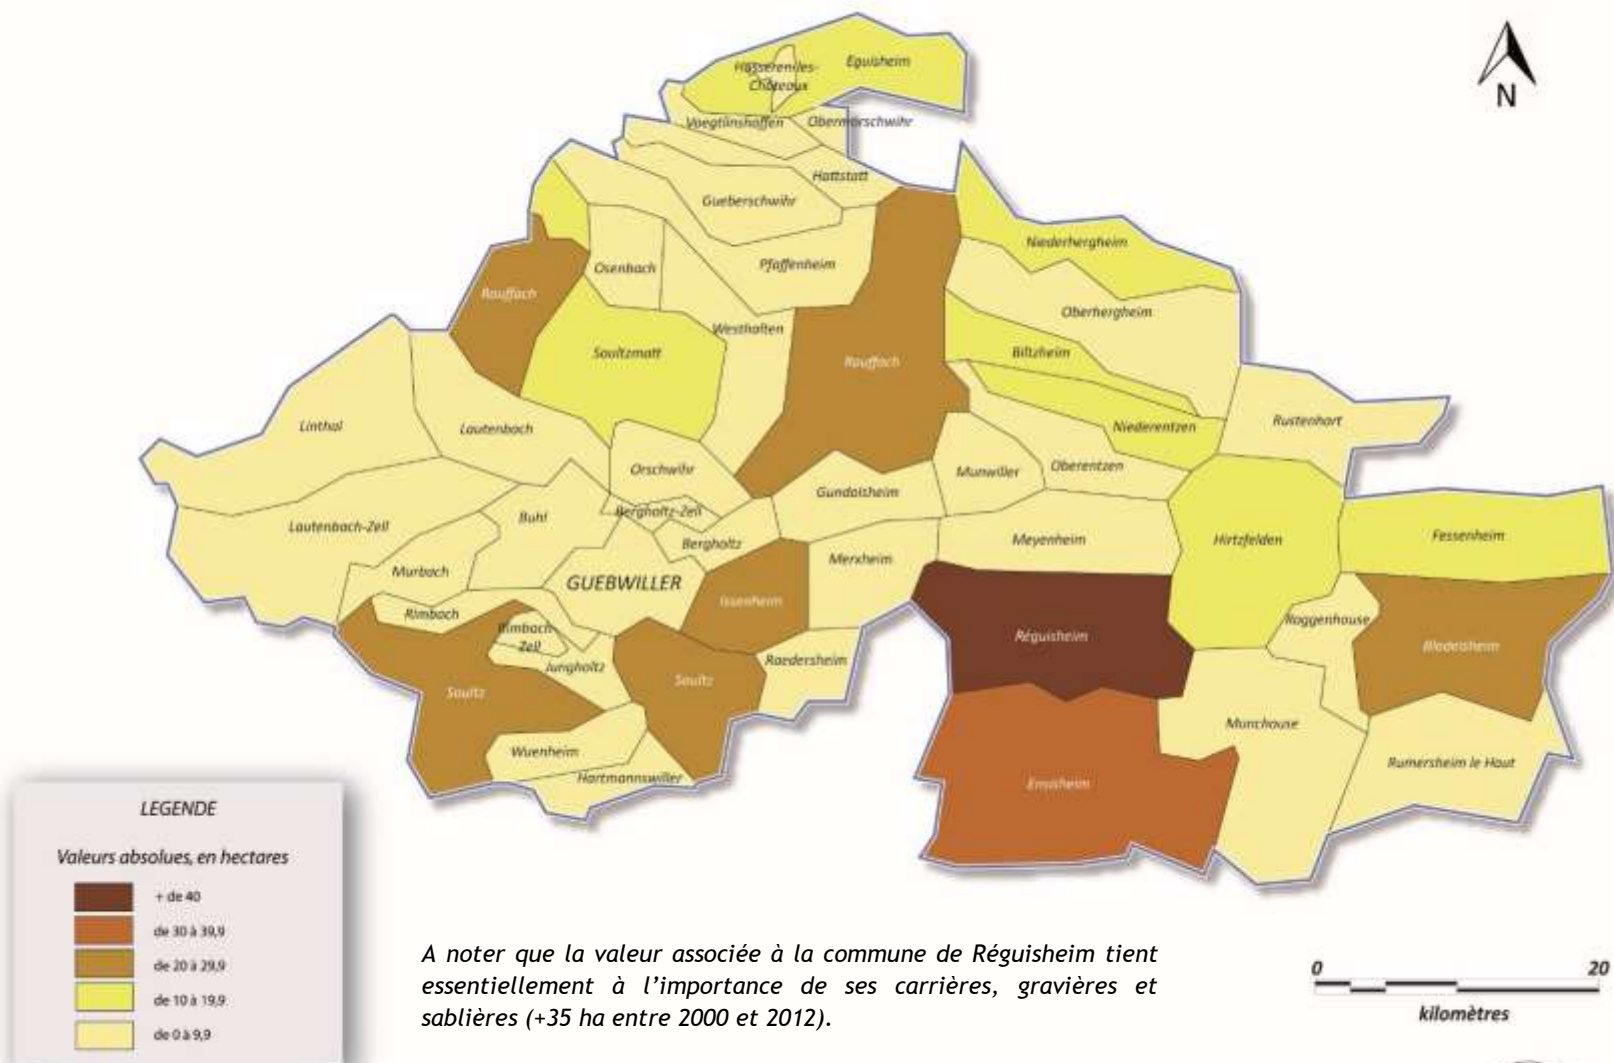 N
Husseren-les-
Châteaux
Eguisheim
Voegtlinshoffen
Obermorschwihr
Hattstatt
Gueberschwihr
Niederhergheim
Pfaffenheim
Osenbach
Rouffach
Oberhergheim
Westhalten
Soultzmatt
Biltzheim
Rouffach
Linthal
Lautenbach
Niederentzen
Rustenhart
Orschwihr
Munwiller
Oberentzen
Gundolsheim
Bergholtz-Zell
Lautenbach-Zell
Buhl
Fessenheim
Bergholtz
Meyenheim
Hirtzfelden
Merxheim
Murbach
GUEBWILLER
Issenheim
Rimbach
Rimbach-
Zell
Roggenhouse
Réguisheim
Blodelsheim
Jungholtz
Raedersheim
Soultz
Soultz
Munchouse
Wuenheim
Rumersheim le Haut
Hartmannswiller
Ensisheim
LEGENDE
Valeurs absolues, en hectares
+ de 40
de 30 à 39,9
de 20 à 29,9
de 10 à 19,9
de 0 à 9,9
A noter que la valeur associée à la commune de Réguisheim tient
essentiellement à l'importance de ses carrières, gravières et
sablières (+35 ha entre 2000 et 2012).
0 20
kilomètres